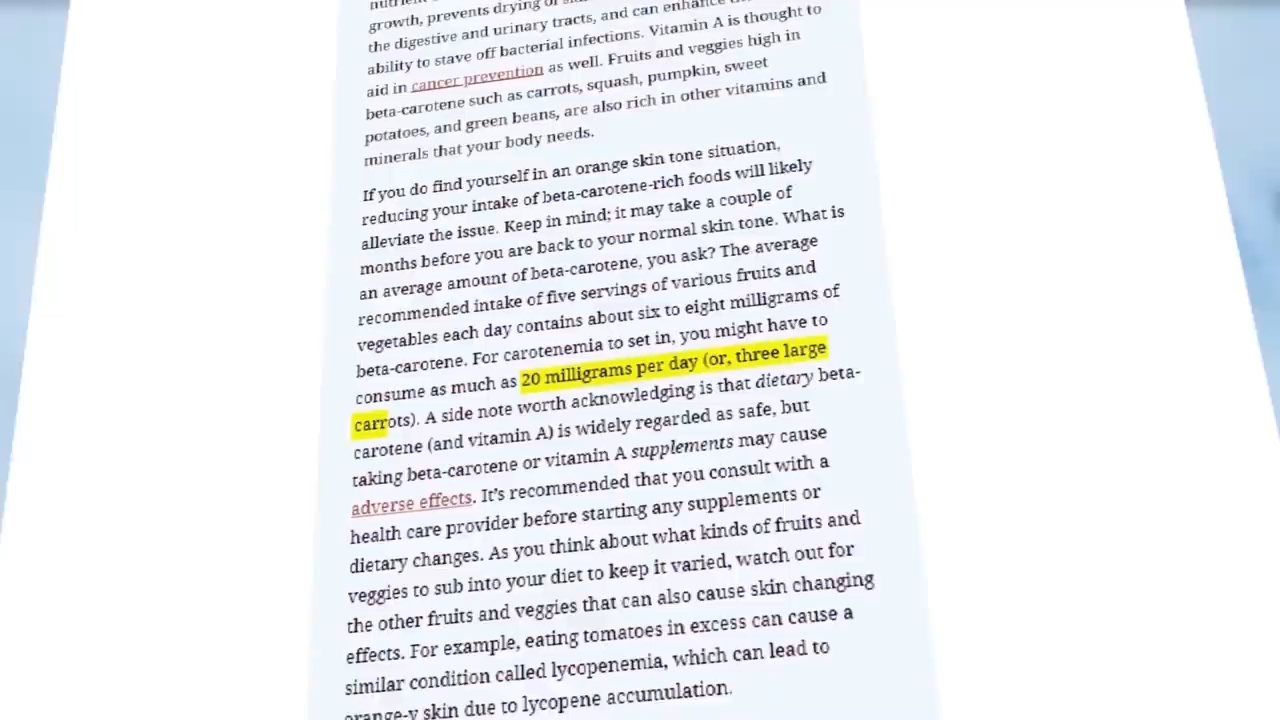 growth, prevents drying of
the digestive and urinary tracts, and can enhance
ability to stave off bacterial infections. Vitamin A is thought to
aid in cancer prevention as well. Fruits and veggies high in
beta-carotene such as carrots, squash, pumpkin, sweet
potatoes, and green beans, are also rich in other vitamins and
minerals that your body needs.
If you do find yourself in an orange skin tone situation,
reducing your intake of beta-carotene-rich foods will likely
alleviate the issue. Keep in mind; it may take a couple of
months before you are back to your normal skin tone. What is
an average amount of beta-carotene, you ask? The average
recommended intake of five servings of various fruits and
vegetables each day contains about six to eight milligrams of
beta-carotene. For carotenemia to set in, you might have to
consume as much as 20 milligrams per day (or, three large
carrots). A side note worth acknowledging is that dietary beta-
carotene (and vitamin A) is widely regarded as safe, but
taking beta-carotene or vitamin A supplements may cause
adverse effects. It's recommended that you consult with a
health care provider before starting any supplements or
dietary changes. As you think about what kinds of fruits and
veggies to sub into your diet to keep it varied, watch out for
the other fruits and veggies that can also cause skin changing
effects. For example, eating tomatoes in excess can cause a
similar condition called lycopenemia, which can lead to
orange-y skin due to lycopene accumulation.